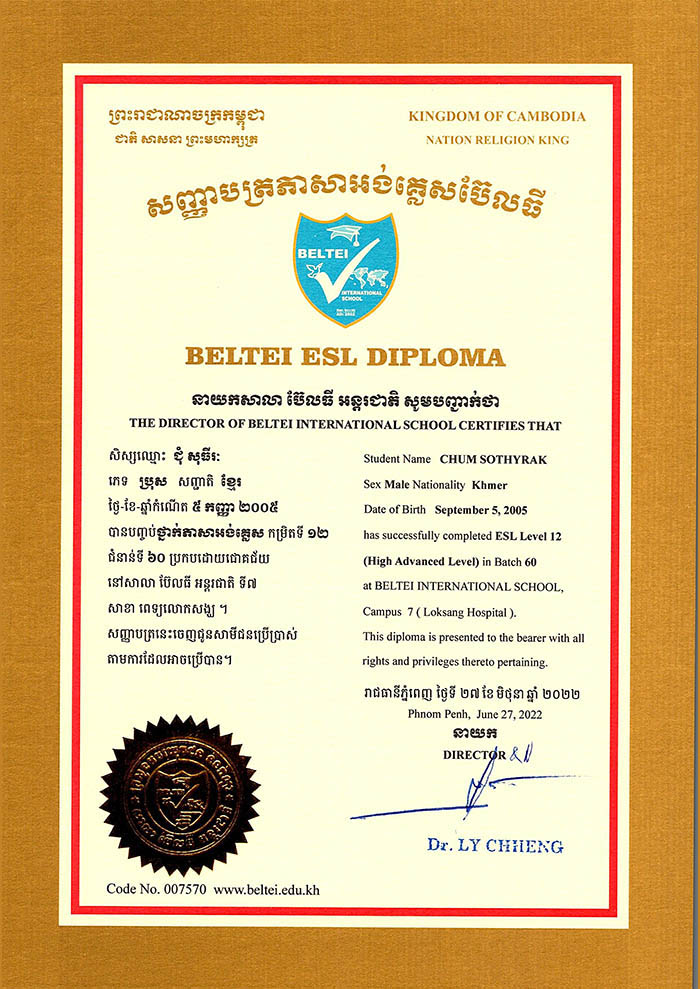 ព្រះរាជាណាចក្រកម្ពុជា
ជាតិ សាសនា ព្រះមហាក្សត្រ
KINGDOM OF CAMBODIA
NATION RELIGION KING
សញ្ញាបត្រភាសាអង់គ្លេសប៊ែលធី
BELTEI
INTERNATIONAL
SCHOOL
BELTEI ESL DIPLOMA
នាយកសាលា ប៊ែលធី អន្តរជាតិ សូមបញ្ជាក់ថា
THE DIRECTOR OF BELTEI INTERNATIONAL SCHOOL CERTIFIES THAT
សិស្សឈ្មោះ ជុំ សុធីរៈ
ភេទ ប្រុស សញ្ជាតិ ខ្មែរ
ថ្ងៃ-ខែ-ឆ្នាំកំណើត ៥ កញ្ញា ២០០៥
បានបញ្ចប់ថ្នាក់ភាសាអង់គ្លេស កម្រិតទី ១២
ជំនាន់ទី ៦០ ប្រកបដោយជោគជ័យ
នៅសាលា ប៊ែលធី អន្តរជាតិ ទី៧
សាខា ពេទ្យលោកសង្ឃ ។
សញ្ញាបត្រនេះចេញជូនសាមីជនប្រើប្រាស់
តាមការដែលអាចប្រើបាន។
Student Name CHUM SOTHYRAK
Sex Male Nationality Khmer
Date of Birth September 5, 2005
has successfully completed ESL Level 12
(High Advanced Level) in Batch 60
at BELTEI INTERNATIONAL SCHOOL,
Campus 7 ( Loksang Hospital ).
This diploma is presented to the bearer with all
rights and privileges thereto pertaining.
រាជធានីភ្នំពេញ ថ្ងៃទី ២៧ ខែ មិថុនា ឆ្នាំ ២០២២
Phnom Penh, June 27, 2022
នាយក
DIRECTOR
Dr. LY CHHENG
Code No. 007570 www.beltei.edu.kh